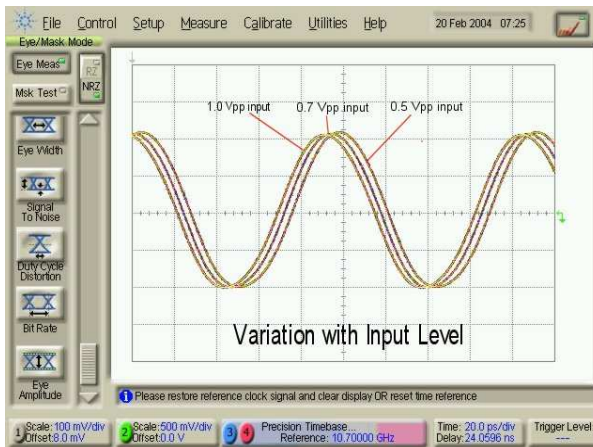 File Control Setup Measure Calibrate Utilities Help 20 Feb 2004 07:25
Eye/Mask Mode
Eye Meas
RZ
NRZ
Msk Test
1.0 Vpp input 0.7 Vpp input 0.5 Vpp input
Eye Width
Signal
To Noise
Duty Cycle
Distortion
Bit Rate
Eye
Amplitude
Variation with Input Level
Please restore reference clock signal and clear display OR reset time reference
1 Scale:100 mV/div
Offset:8.0 mV
2 Scale:500 mV/div
Offset:0.0 V
3 4 Precision Timebase...
Reference: 10.70000 GHz
Time: 20.0 ps/div
Delay:24.0596 ns
Trigger Level
---